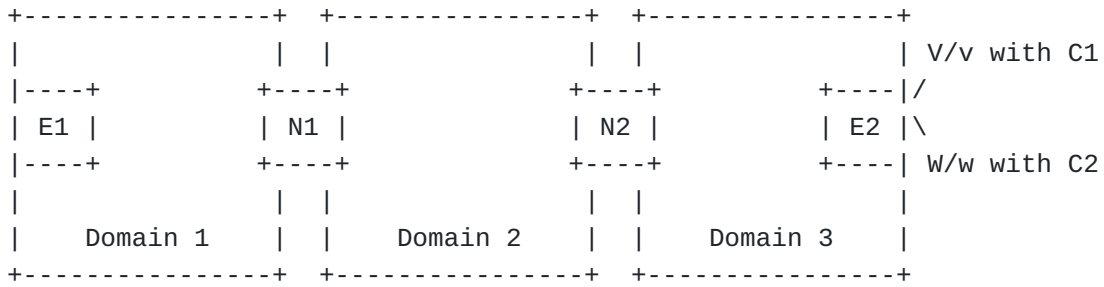 V/v with C1
E1 N1 N2 E2
W/w with C2
Domain 1 Domain 2 Domain 3